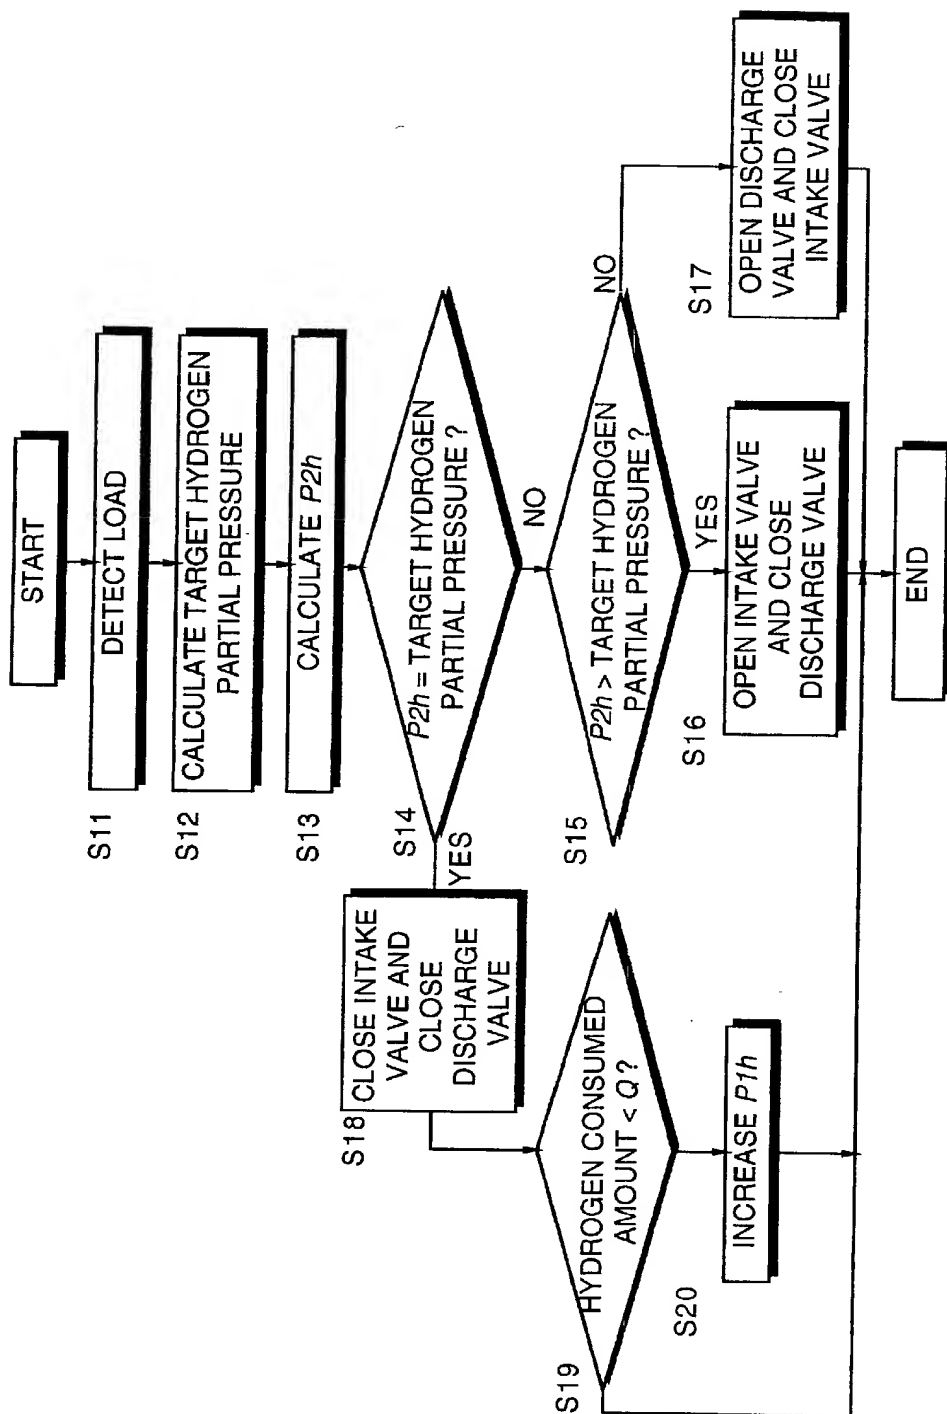 START
S11
DETECT LOAD
S12
CALCULATE TARGET HYDROGEN
PARTIAL PRESSURE
S13
CALCULATE P2h
S14
P2h = TARGET HYDROGEN
PARTIAL PRESSURE ?
YES
NO
S18
CLOSE INTAKE
VALVE AND
CLOSE
DISCHARGE
VALVE
S15
P2h > TARGET HYDROGEN
PARTIAL PRESSURE ?
NO
YES
S19
HYDROGEN CONSUMED
AMOUNT < Q ?
S20
INCREASE P1h
S16
OPEN INTAKE VALVE
AND CLOSE
DISCHARGE VALVE
S17
OPEN DISCHARGE
VALVE AND CLOSE
INTAKE VALVE
END